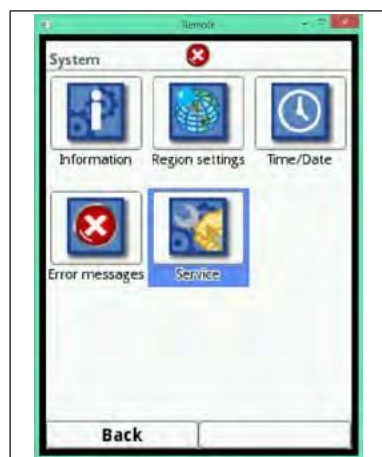 Remote
System
Information Region settings Time/Date
Error messages Service
Back